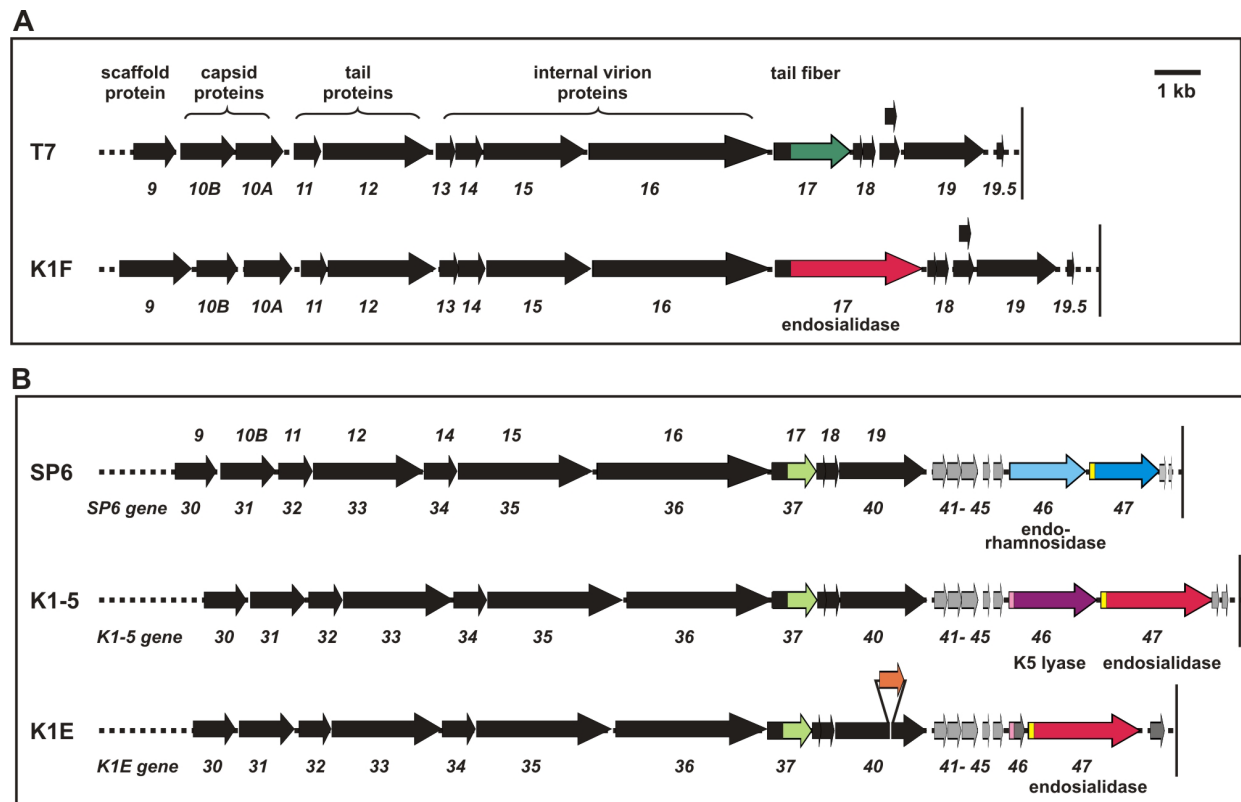 A
scaffold protein
capsid proteins
tail proteins
internal virion proteins
tail fiber
1 kb
T7
9 10B 10A 11 12 13 14 15 16 17 18 19 19.5
K1F
9 10B 10A 11 12 13 14 15 16 17 18 19 19.5
endosialidase
B
9 10B 11 12 14 15 16 17 18 19
SP6
SP6 gene 30 31 32 33 34 35 36 37 40 41- 45 46 47
endo-
rhamnosidase
K1-5
K1-5 gene 30 31 32 33 34 35 36 37 40 41- 45 46 47
K5 lyase endosialidase
K1E
K1E gene 30 31 32 33 34 35 36 37 40 41- 45 46 47
endosialidase